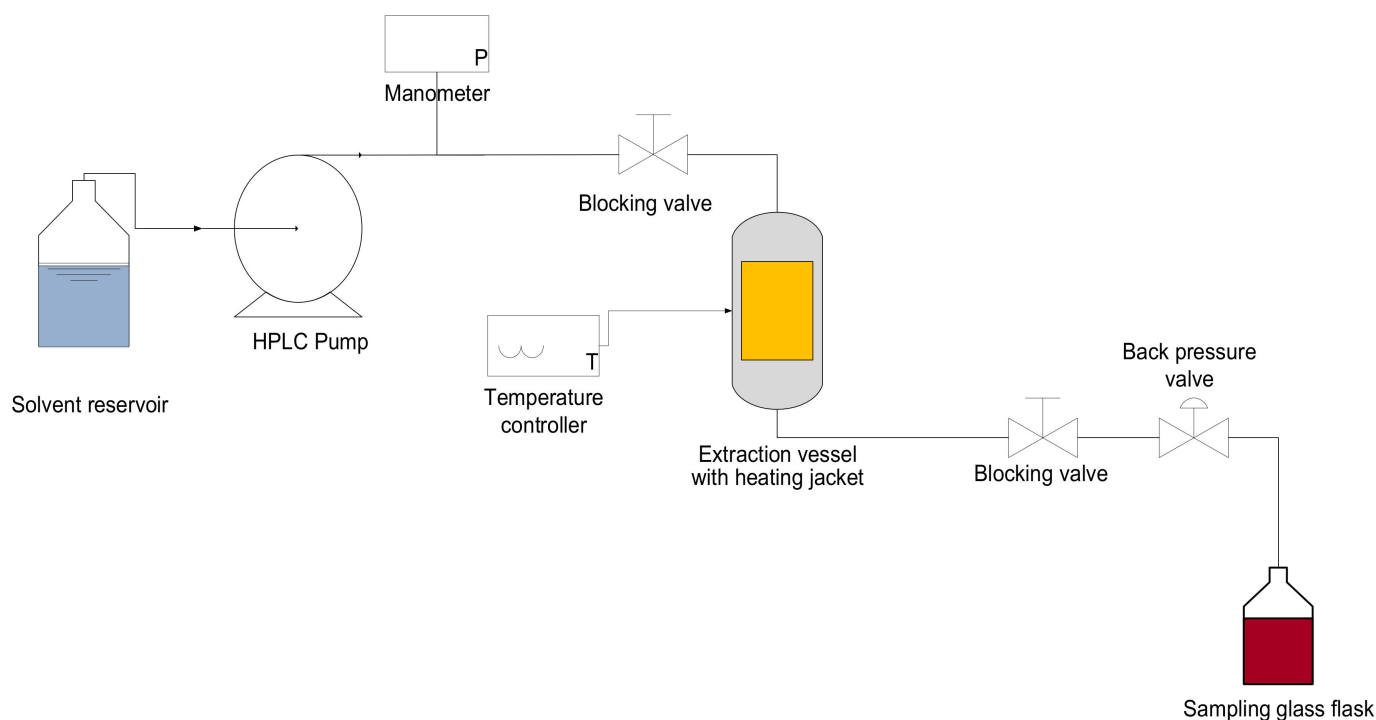 P
Manometer
Blocking valve
HPLC Pump
Solvent reservoir
T
Temperature
controller
Extraction vessel
with heating jacket
Back pressure
valve
Blocking valve
Sampling glass flask